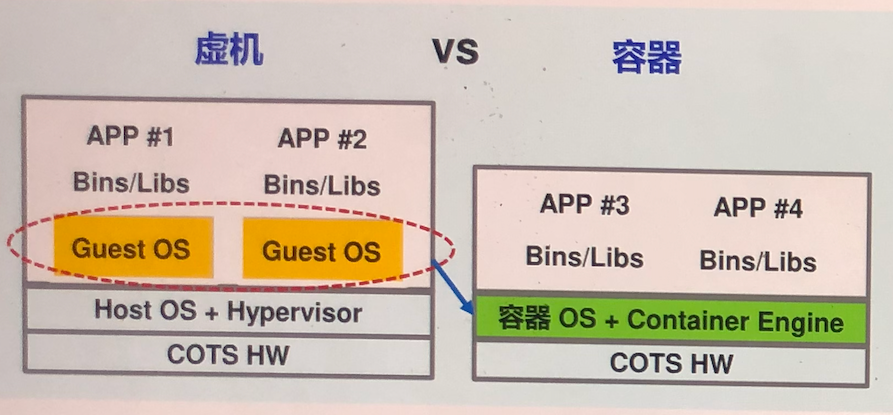 虚机 VS 容器
APP #1 APP #2
Bins/Libs Bins/Libs
Guest OS Guest OS
Host OS + Hypervisor
COTS HW
APP #3 APP #4
Bins/Libs Bins/Libs
容器 OS + Container Engine
COTS HW